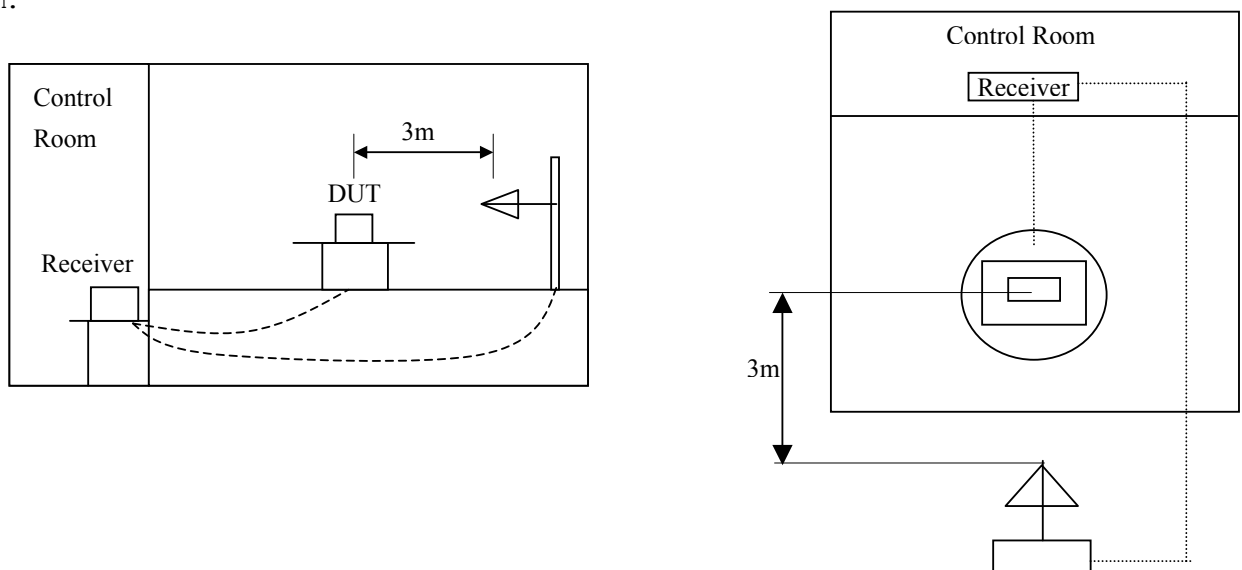 Control
Room
3m
DUT
Receiver
Control Room
Receiver
3m